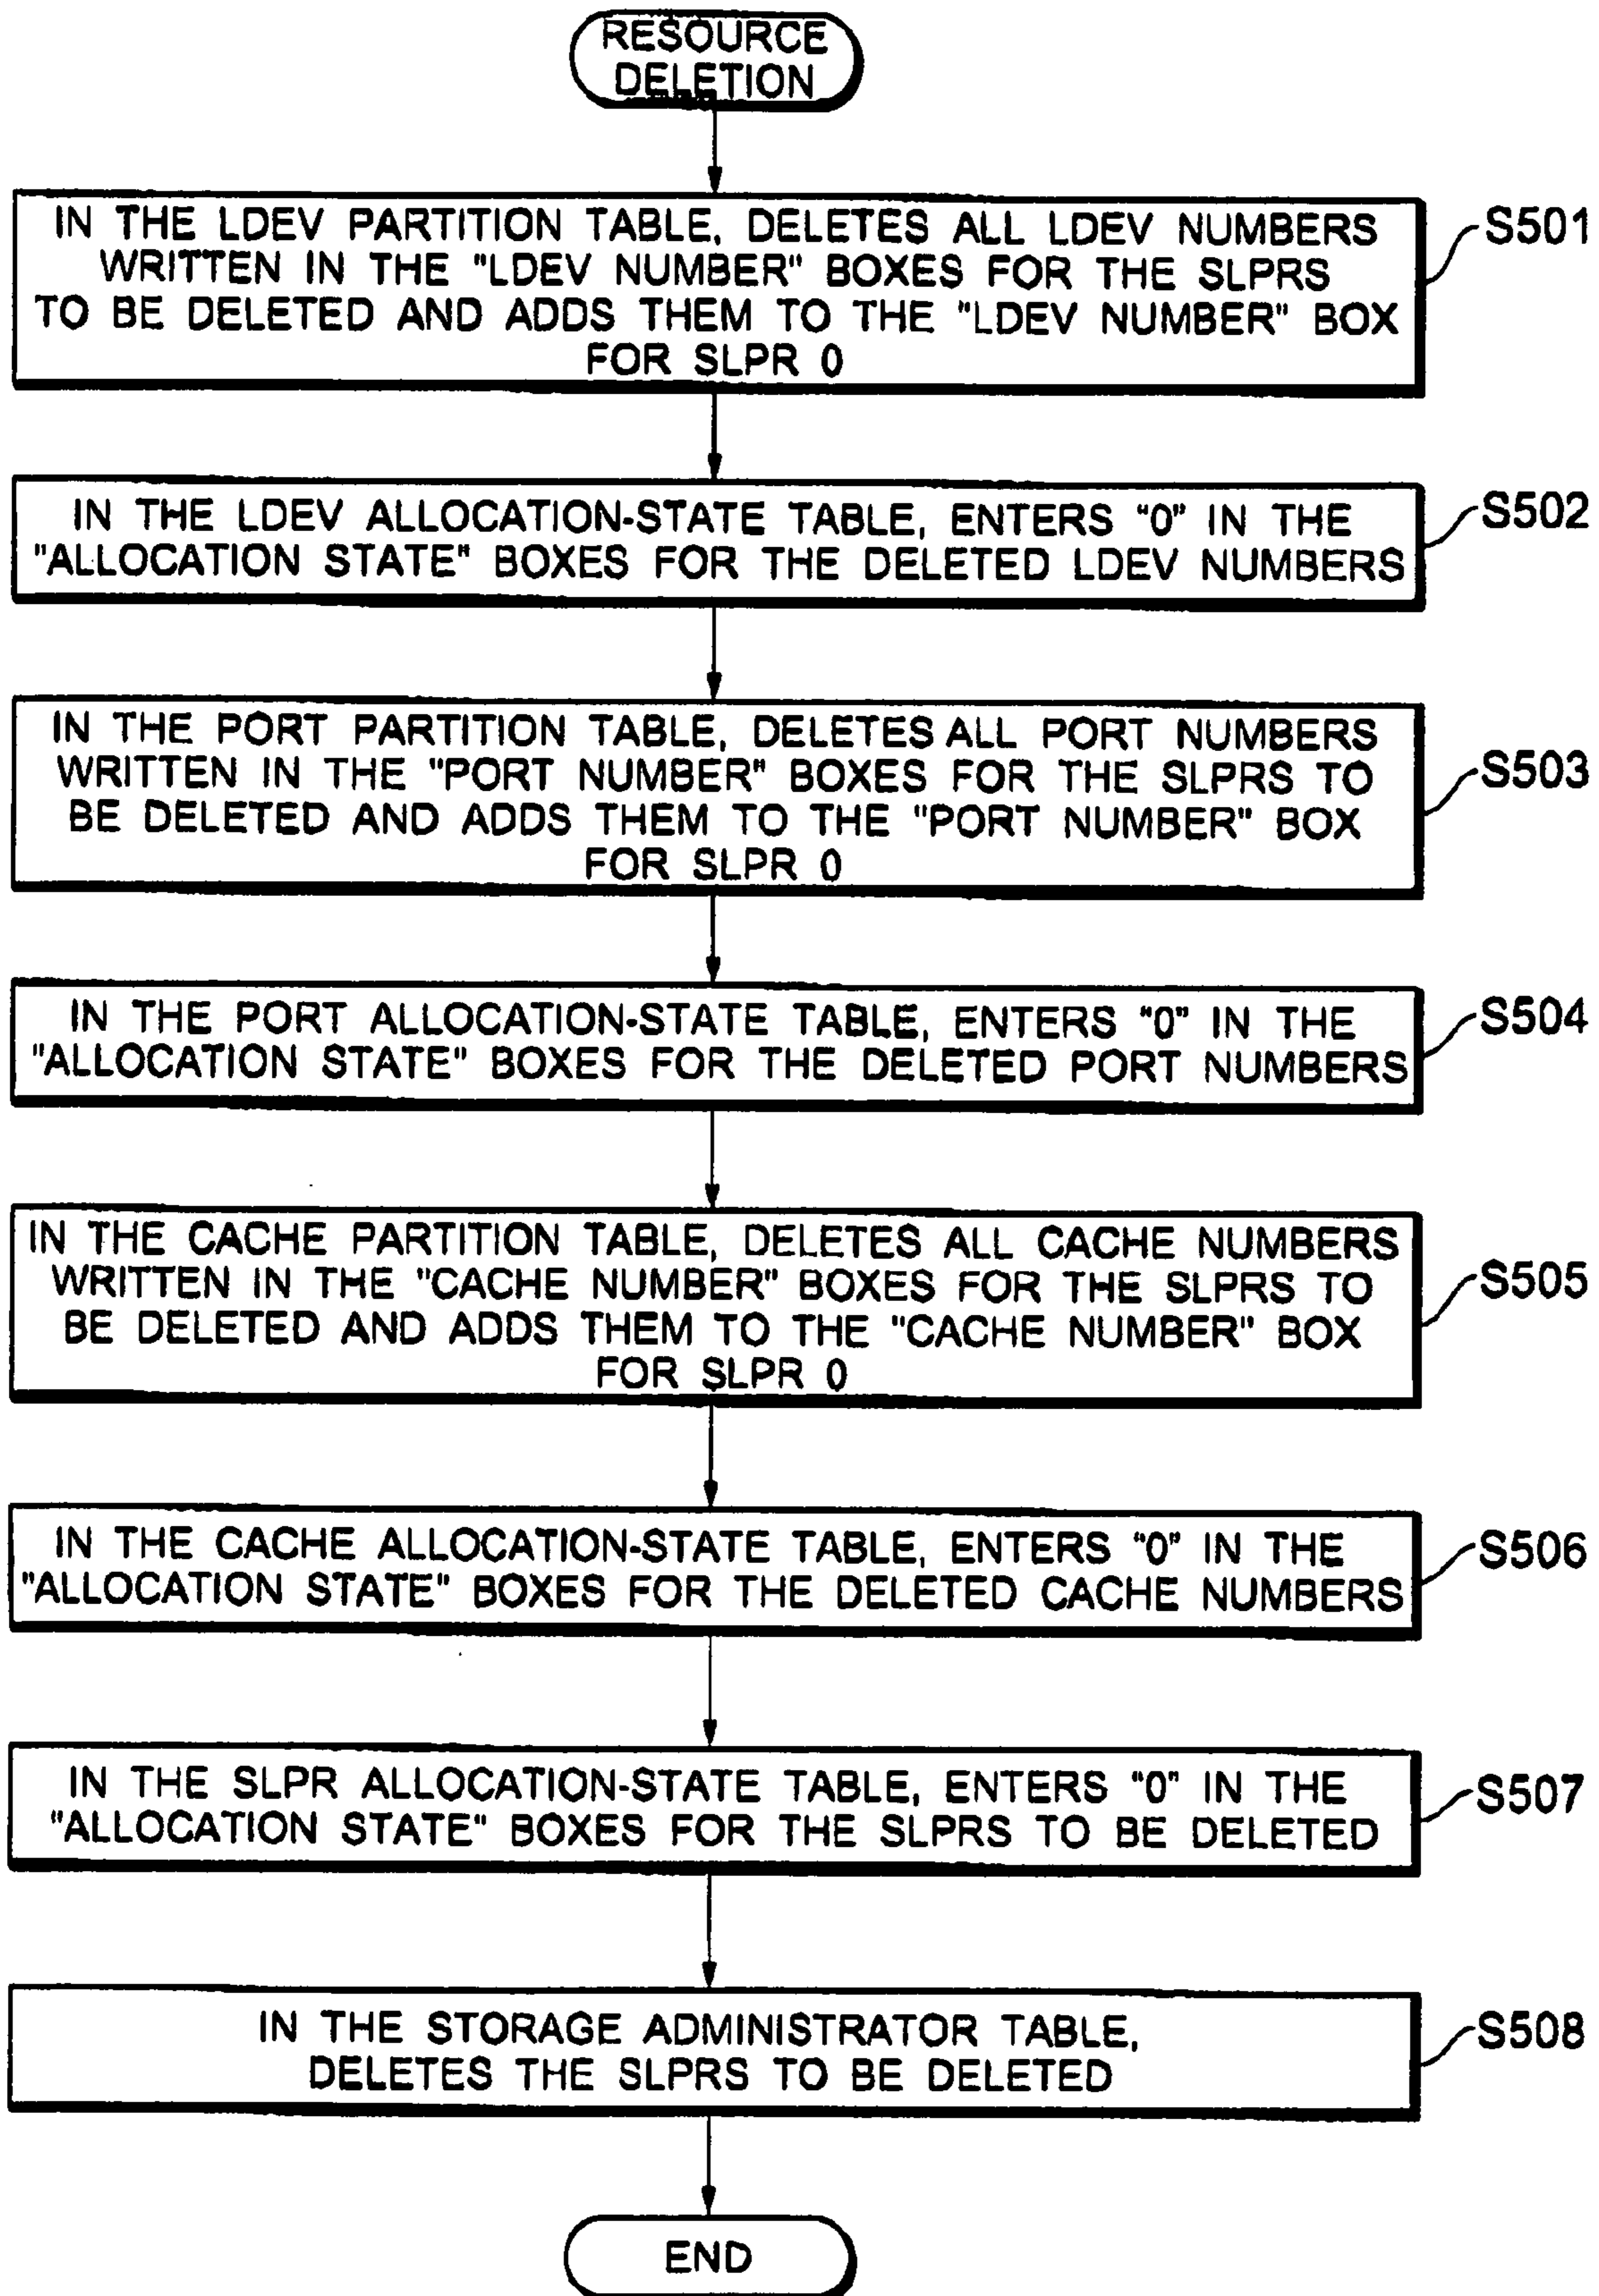 RESOURCE
DELETION
IN THE LDEV PARTITION TABLE, DELETES ALL LDEV NUMBERS
WRITTEN IN THE "LDEV NUMBER" BOXES FOR THE SLPRS
TO BE DELETED AND ADDS THEM TO THE "LDEV NUMBER" BOX
FOR SLPR 0
S501
IN THE LDEV ALLOCATION-STATE TABLE, ENTERS "0" IN THE
"ALLOCATION STATE" BOXES FOR THE DELETED LDEV NUMBERS
S502
IN THE PORT PARTITION TABLE, DELETES ALL PORT NUMBERS
WRITTEN IN THE "PORT NUMBER" BOXES FOR THE SLPRS TO
BE DELETED AND ADDS THEM TO THE "PORT NUMBER" BOX
FOR SLPR 0
S503
IN THE PORT ALLOCATION-STATE TABLE, ENTERS "0" IN THE
"ALLOCATION STATE" BOXES FOR THE DELETED PORT NUMBERS
S504
IN THE CACHE PARTITION TABLE, DELETES ALL CACHE NUMBERS
WRITTEN IN THE "CACHE NUMBER" BOXES FOR THE SLPRS TO
BE DELETED AND ADDS THEM TO THE "CACHE NUMBER" BOX
FOR SLPR 0
S505
IN THE CACHE ALLOCATION-STATE TABLE, ENTERS "0" IN THE
"ALLOCATION STATE" BOXES FOR THE DELETED CACHE NUMBERS
S506
IN THE SLPR ALLOCATION-STATE TABLE, ENTERS "0" IN THE
"ALLOCATION STATE" BOXES FOR THE SLPRS TO BE DELETED
S507
IN THE STORAGE ADMINISTRATOR TABLE,
DELETES THE SLPRS TO BE DELETED
S508
END